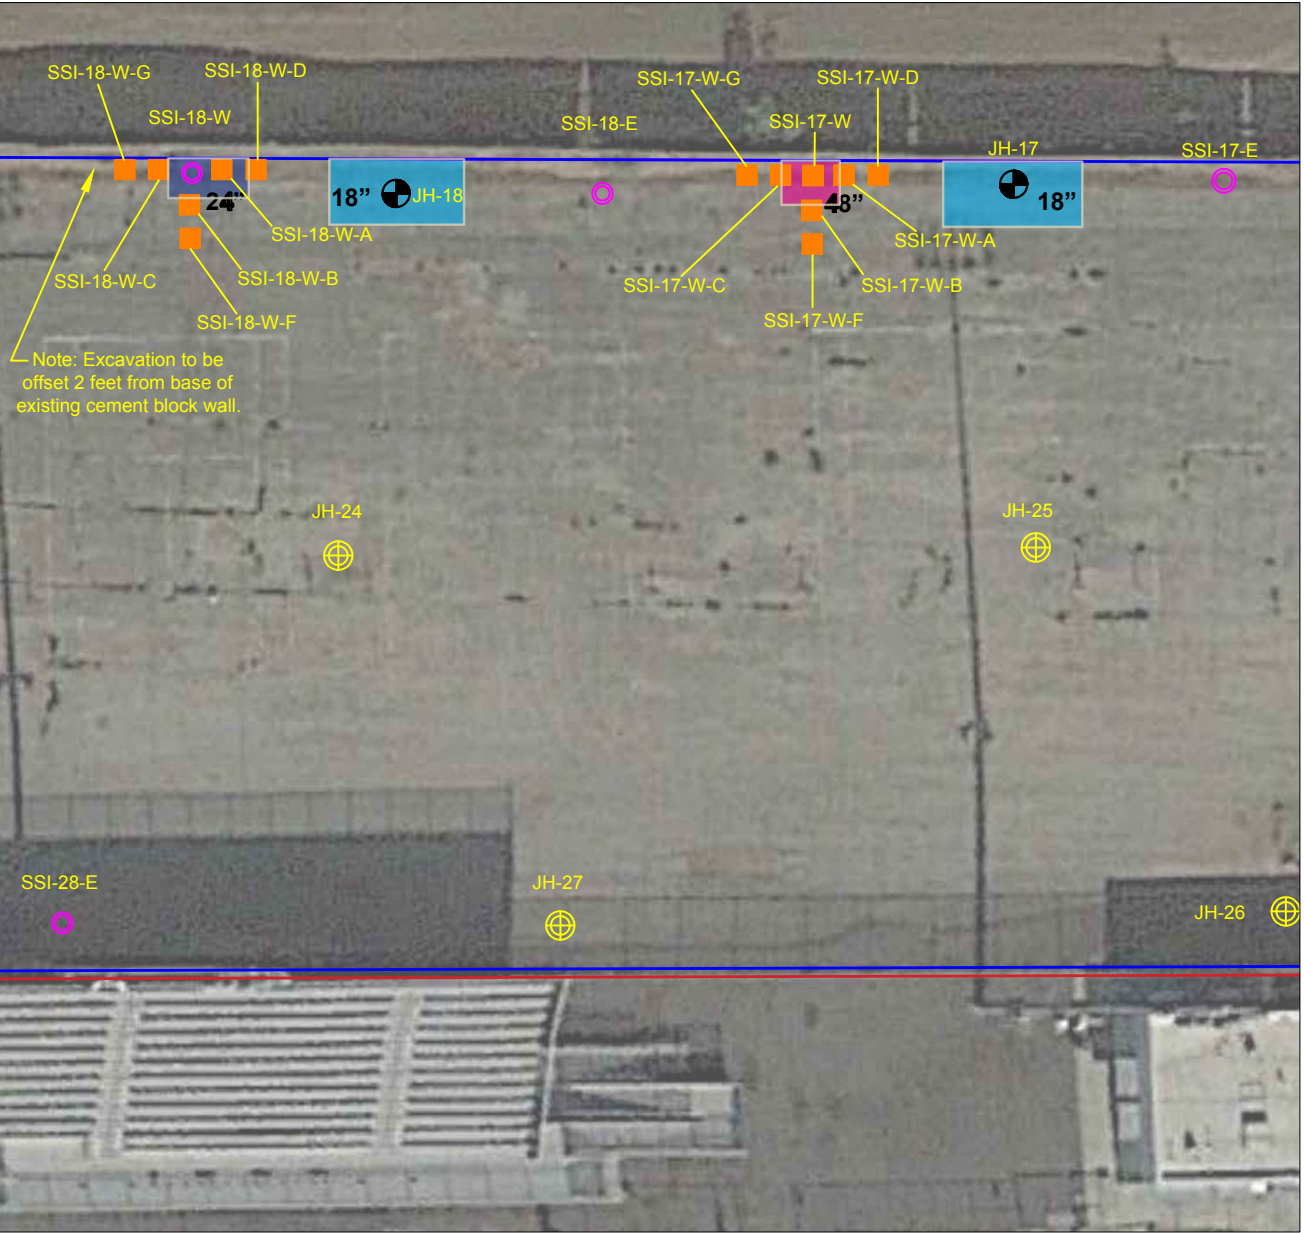 SSI-18-W-G
SSI-18-W-D
SSI-17-W-G
SSI-17-W-D
SSI-18-W
SSI-18-E
SSI-17-W
JH-17
SSI-17-E
18”
JH-18
24”
48”
18”
SSI-18-W-A
SSI-17-W-A
SSI-18-W-C
SSI-18-W-B
SSI-17-W-C
SSI-17-W-B
SSI-18-W-F
SSI-17-W-F
Note: Excavation to be
offset 2 feet from base of
existing cement block wall.
JH-24
JH-25
SSI-28-E
JH-27
JH-26